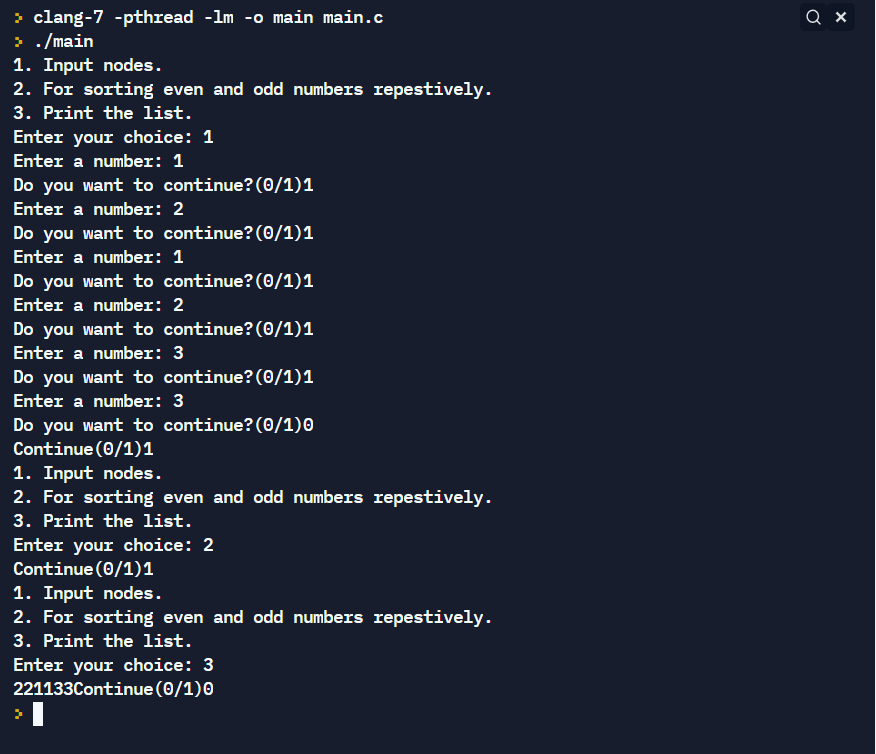 > clang-7 -pthread -lm -o main main.c
> ./main
1. Input nodes.
2. For sorting even and odd numbers repestively.
3. Print the list.
Enter your choice: 1
Enter a number: 1
Do you want to continue?(0/1)1
Enter a number: 2
Do you want to continue?(0/1)1
Enter a number: 1
Do you want to continue?(0/1)1
Enter a number: 2
Do you want to continue?(0/1)1
Enter a number: 3
Do you want to continue?(0/1)1
Enter a number: 3
Do you want to continue?(0/1)0
Continue(0/1)1
1. Input nodes.
2. For sorting even and odd numbers repestively.
3. Print the list.
Enter your choice: 2
Continue(0/1)1
1. Input nodes.
2. For sorting even and odd numbers repestively.
3. Print the list.
Enter your choice: 3
221133Continue(0/1)0
>